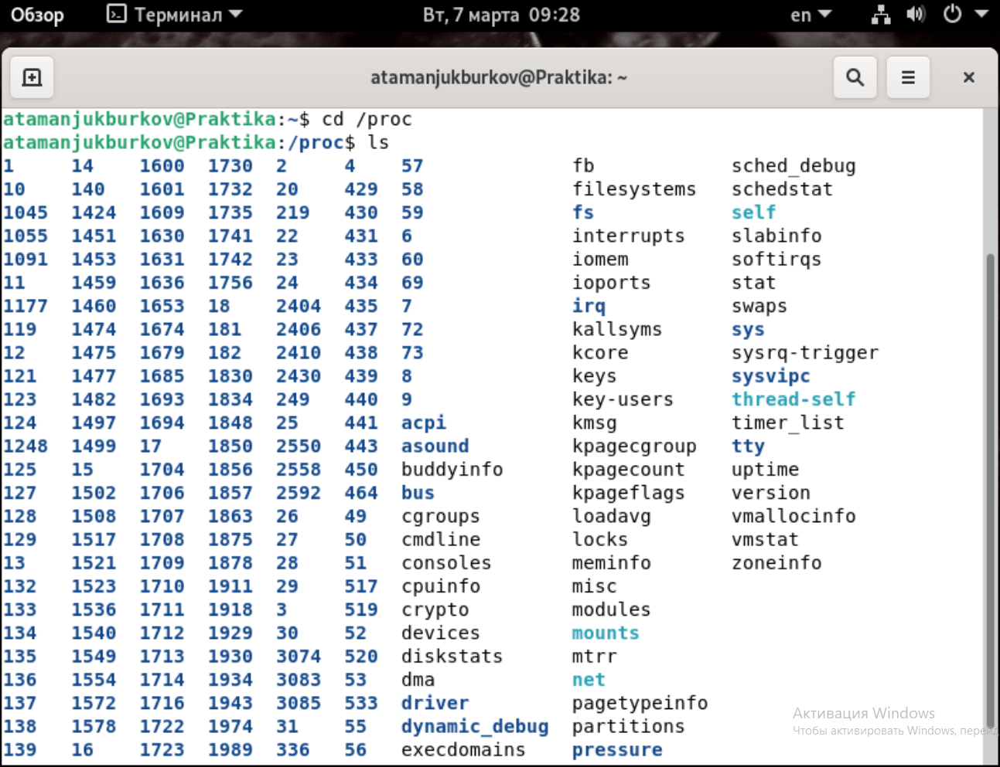 Обзор Терминал Вт, 7 марта 09:28 en
atamanjukburkov@Praktika: ~
atamanjukburkov@Praktika:~$ cd /proc
atamanjukburkov@Praktika:/proc$ ls
1 14 1600 1730 2 4 57 fb sched_debug
10 140 1601 1732 20 429 58 filesystems schedstat
1045 1424 1609 1735 219 430 59 fs self
1055 1451 1630 1741 22 431 6 interrupts slabinfo
1091 1453 1631 1742 23 433 60 iomem softirqs
11 1459 1636 1756 24 434 69 ioports stat
1177 1460 1653 18 2404 435 7 irq swaps
119 1474 1674 181 2406 437 72 kallsyms sys
12 1475 1679 182 2410 438 73 kcore sysrq-trigger
121 1477 1685 1830 2430 439 8 keys sysvipc
123 1482 1693 1834 249 440 9 key-users thread-self
124 1497 1694 1848 25 441 acpi kmsg timer_list
1248 1499 17 1850 2550 443 asound kpagecgroup tty
125 15 1704 1856 2558 450 buddyinfo kpagecount uptime
127 1502 1706 1857 2592 464 bus kpageflags version
128 1508 1707 1863 26 49 cgroups loadavg vmallocinfo
129 1517 1708 1875 27 50 cmdline locks vmstat
13 1521 1709 1878 28 51 consoles meminfo zoneinfo
132 1523 1710 1911 29 517 cpuinfo misc
133 1536 1711 1918 3 519 crypto modules
134 1540 1712 1929 30 52 devices mounts
135 1549 1713 1930 3074 520 diskstats mtrr
136 1554 1714 1934 3083 53 dma net
137 1572 1716 1943 3085 533 driver pagetypeinfo
138 1578 1722 1974 31 55 dynamic_debug partitions
139 16 1723 1989 336 56 execdomains pressure
Активация Windows
Чтобы активировать Windows,